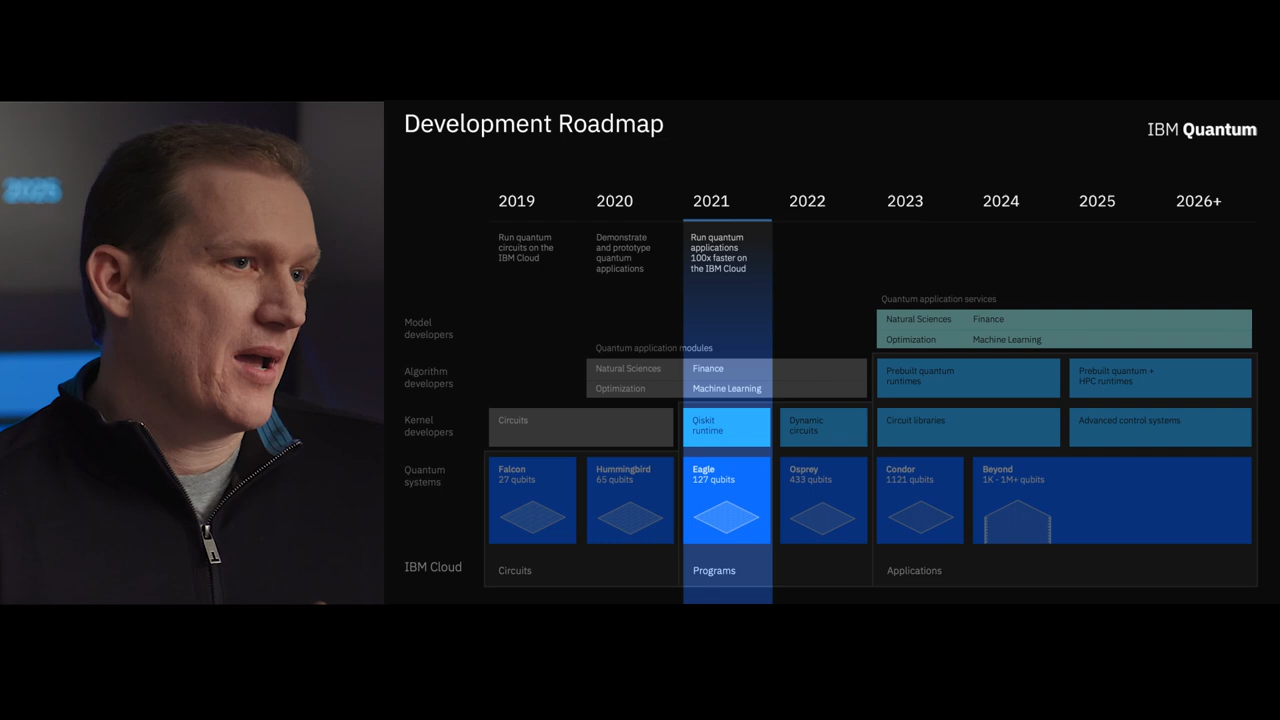 2025
Development Roadmap
IBM Quantum
2019
2020
2021
2022
2023
2024
2025
2026+
Run quantum
circuits on the
IBM Cloud
Demonstrate
and prototype
quantum
applications
Run quantum
applications
100x faster on
the IBM Cloud
Model
developers
Quantum application services
Natural Sciences
Finance
Optimization
Machine Learning
Algorithm
developers
Quantum application modules
Natural Sciences
Finance
Optimization
Machine Learning
Prebuilt quantum
runtimes
Prebuilt quantum +
HPC runtimes
Kernel
developers
Circuits
Qiskit
runtime
Dynamic
circuits
Circuit libraries
Advanced control systems
Quantum
systems
Falcon
27 qubits
Hummingbird
65 qubits
Eagle
127 qubits
Osprey
433 qubits
Condor
1121 qubits
Beyond
1K - 1M+ qubits
IBM Cloud
Circuits
Programs
Applications